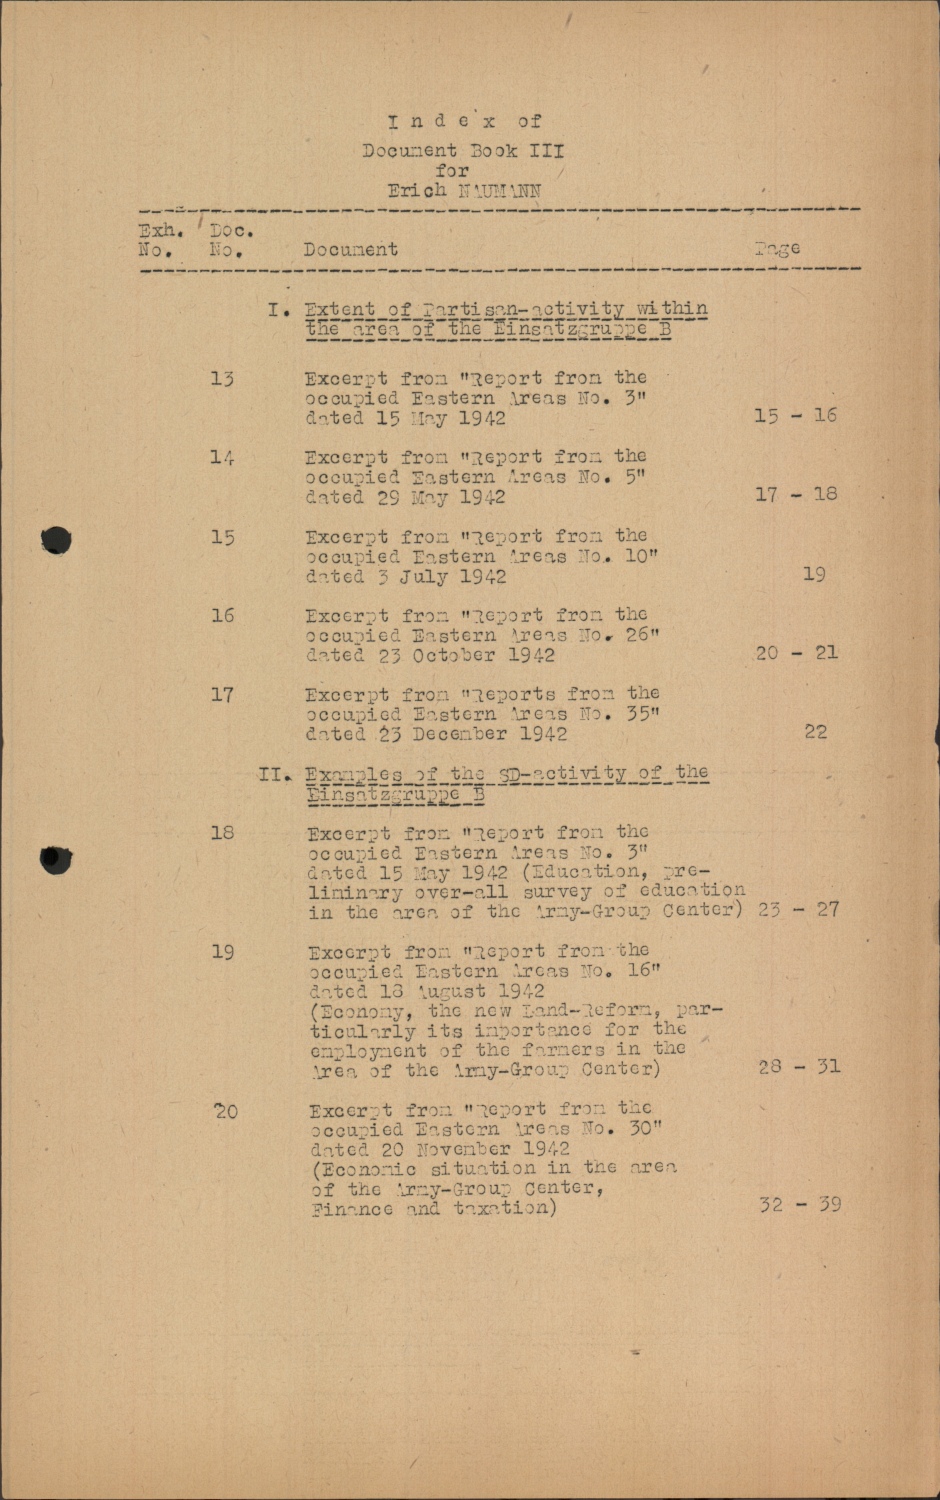 Index of
Document Book III
for
Erich NAUMANN
Exh. Doc.
No. No. Document Page
I. Extent of Partisan-activity within
the area of the Einsatzgruppe B
13 Excerpt from "Report from the
occupied Eastern Areas No. 3"
dated 15 May 1942 15 - 16
14 Excerpt from "Report from the
occupied Eastern Areas No. 5"
dated 29 May 1942 17 - 18
15 Excerpt from "Report from the
occupied Eastern Areas No. 10"
dated 3 July 1942 19
16 Excerpt from "Report from the
occupied Eastern Areas No. 26"
dated 23 October 1942 20 - 21
17 Excerpt from "Reports from the
occupied Eastern Areas No. 35"
dated 23 December 1942 22
II. Examples of the SD-activity of the
Einsatzgruppe B
18 Excerpt from "Report from the
occupied Eastern Areas No. 3"
dated 15 May 1942 (Education, pre-
liminary over-all survey of education
in the area of the Army-Group Center) 23 - 27
19 Excerpt from "Report from the
occupied Eastern Areas No. 16"
dated 18 August 1942
(Economy, the new Land-Reform, par-
ticularly its importance for the
employment of the farmers in the
Area of the Army-Group Center) 28 - 31
20 Excerpt from "Report from the
occupied Eastern Areas No. 30"
dated 20 November 1942
(Economic situation in the area
of the Army-Group Center,
Finance and taxation) 32 - 39